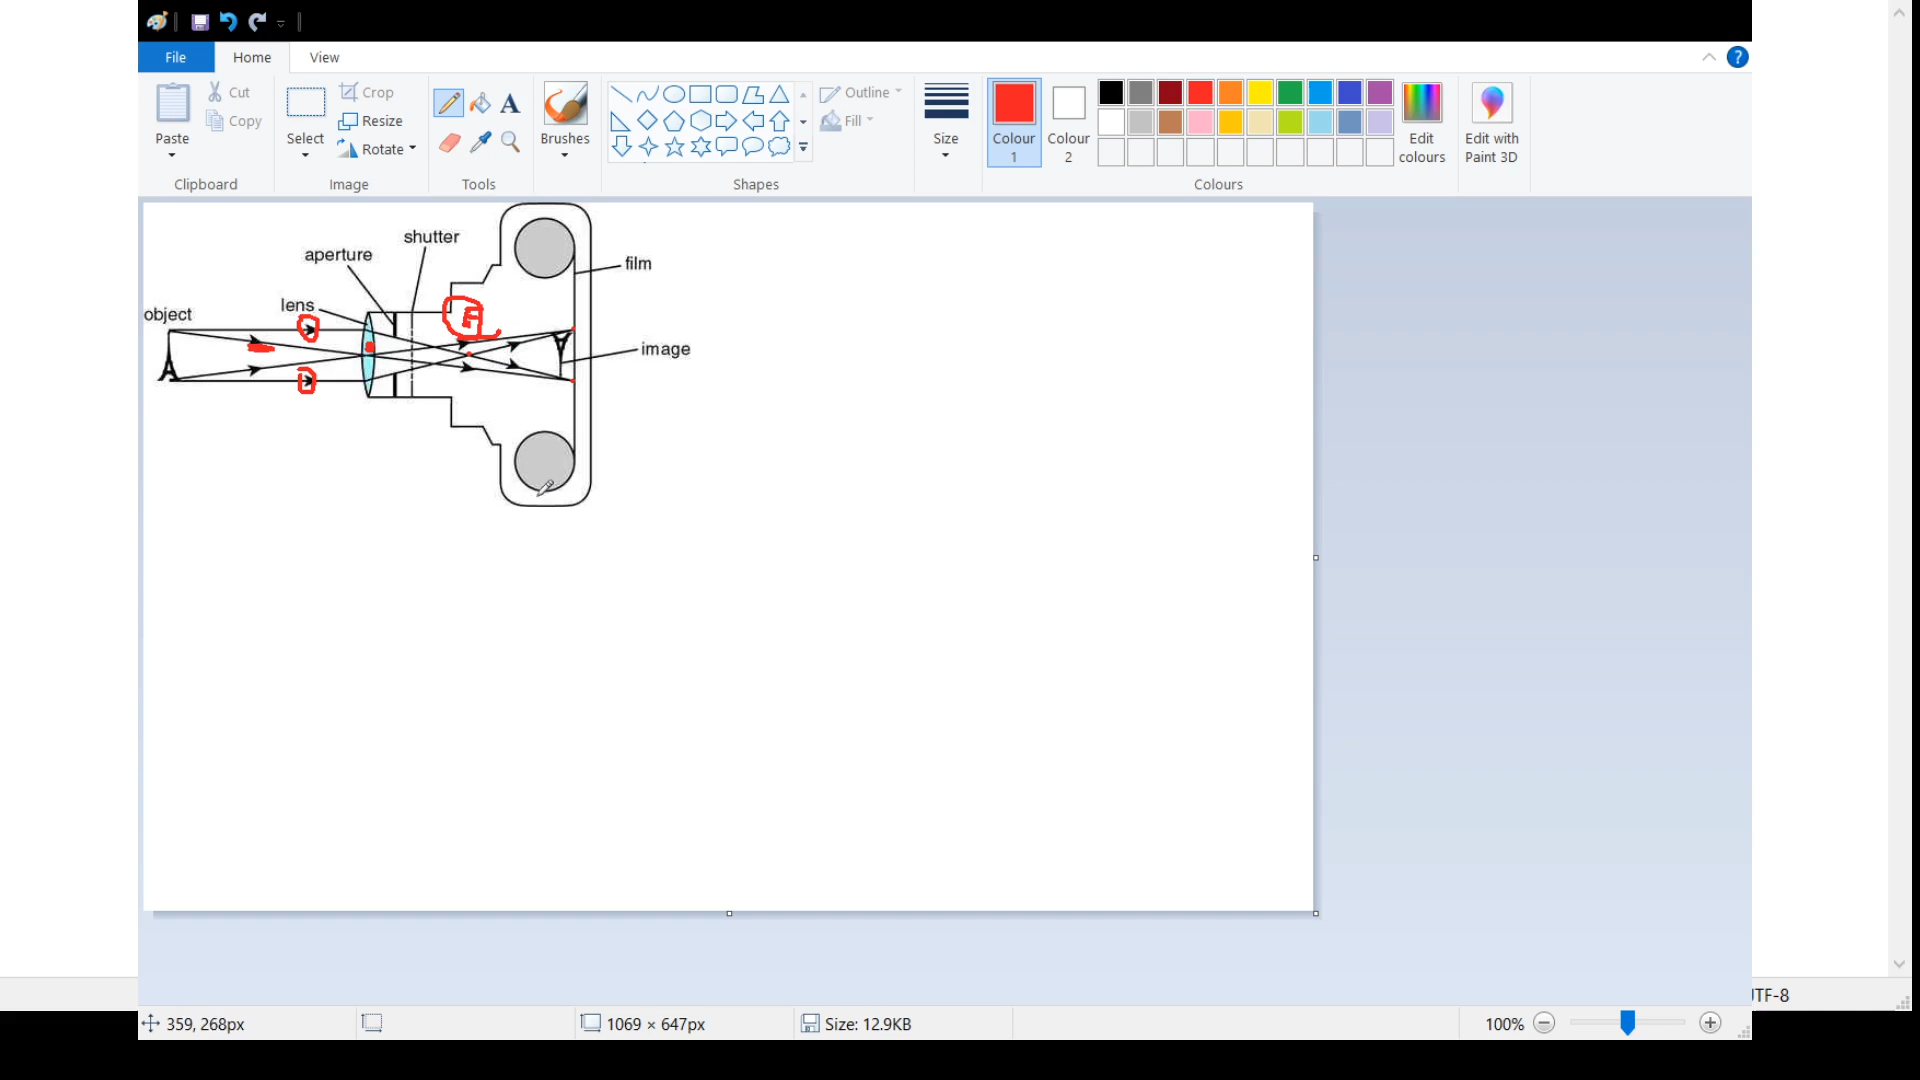 File
Home
View
Paste
Cut
Copy
Clipboard
Select
Crop
Resize
Rotate
Image
A
Tools
Brushes
Shapes
Outline
Fill
Size
Colour
1
Colour
2
Edit
colours
Colours
Edit with
Paint 3D
shutter
aperture
film
lens
object
F
A
A
image
359, 268px
1069 × 647px
Size: 12.9KB
100%
TF-8